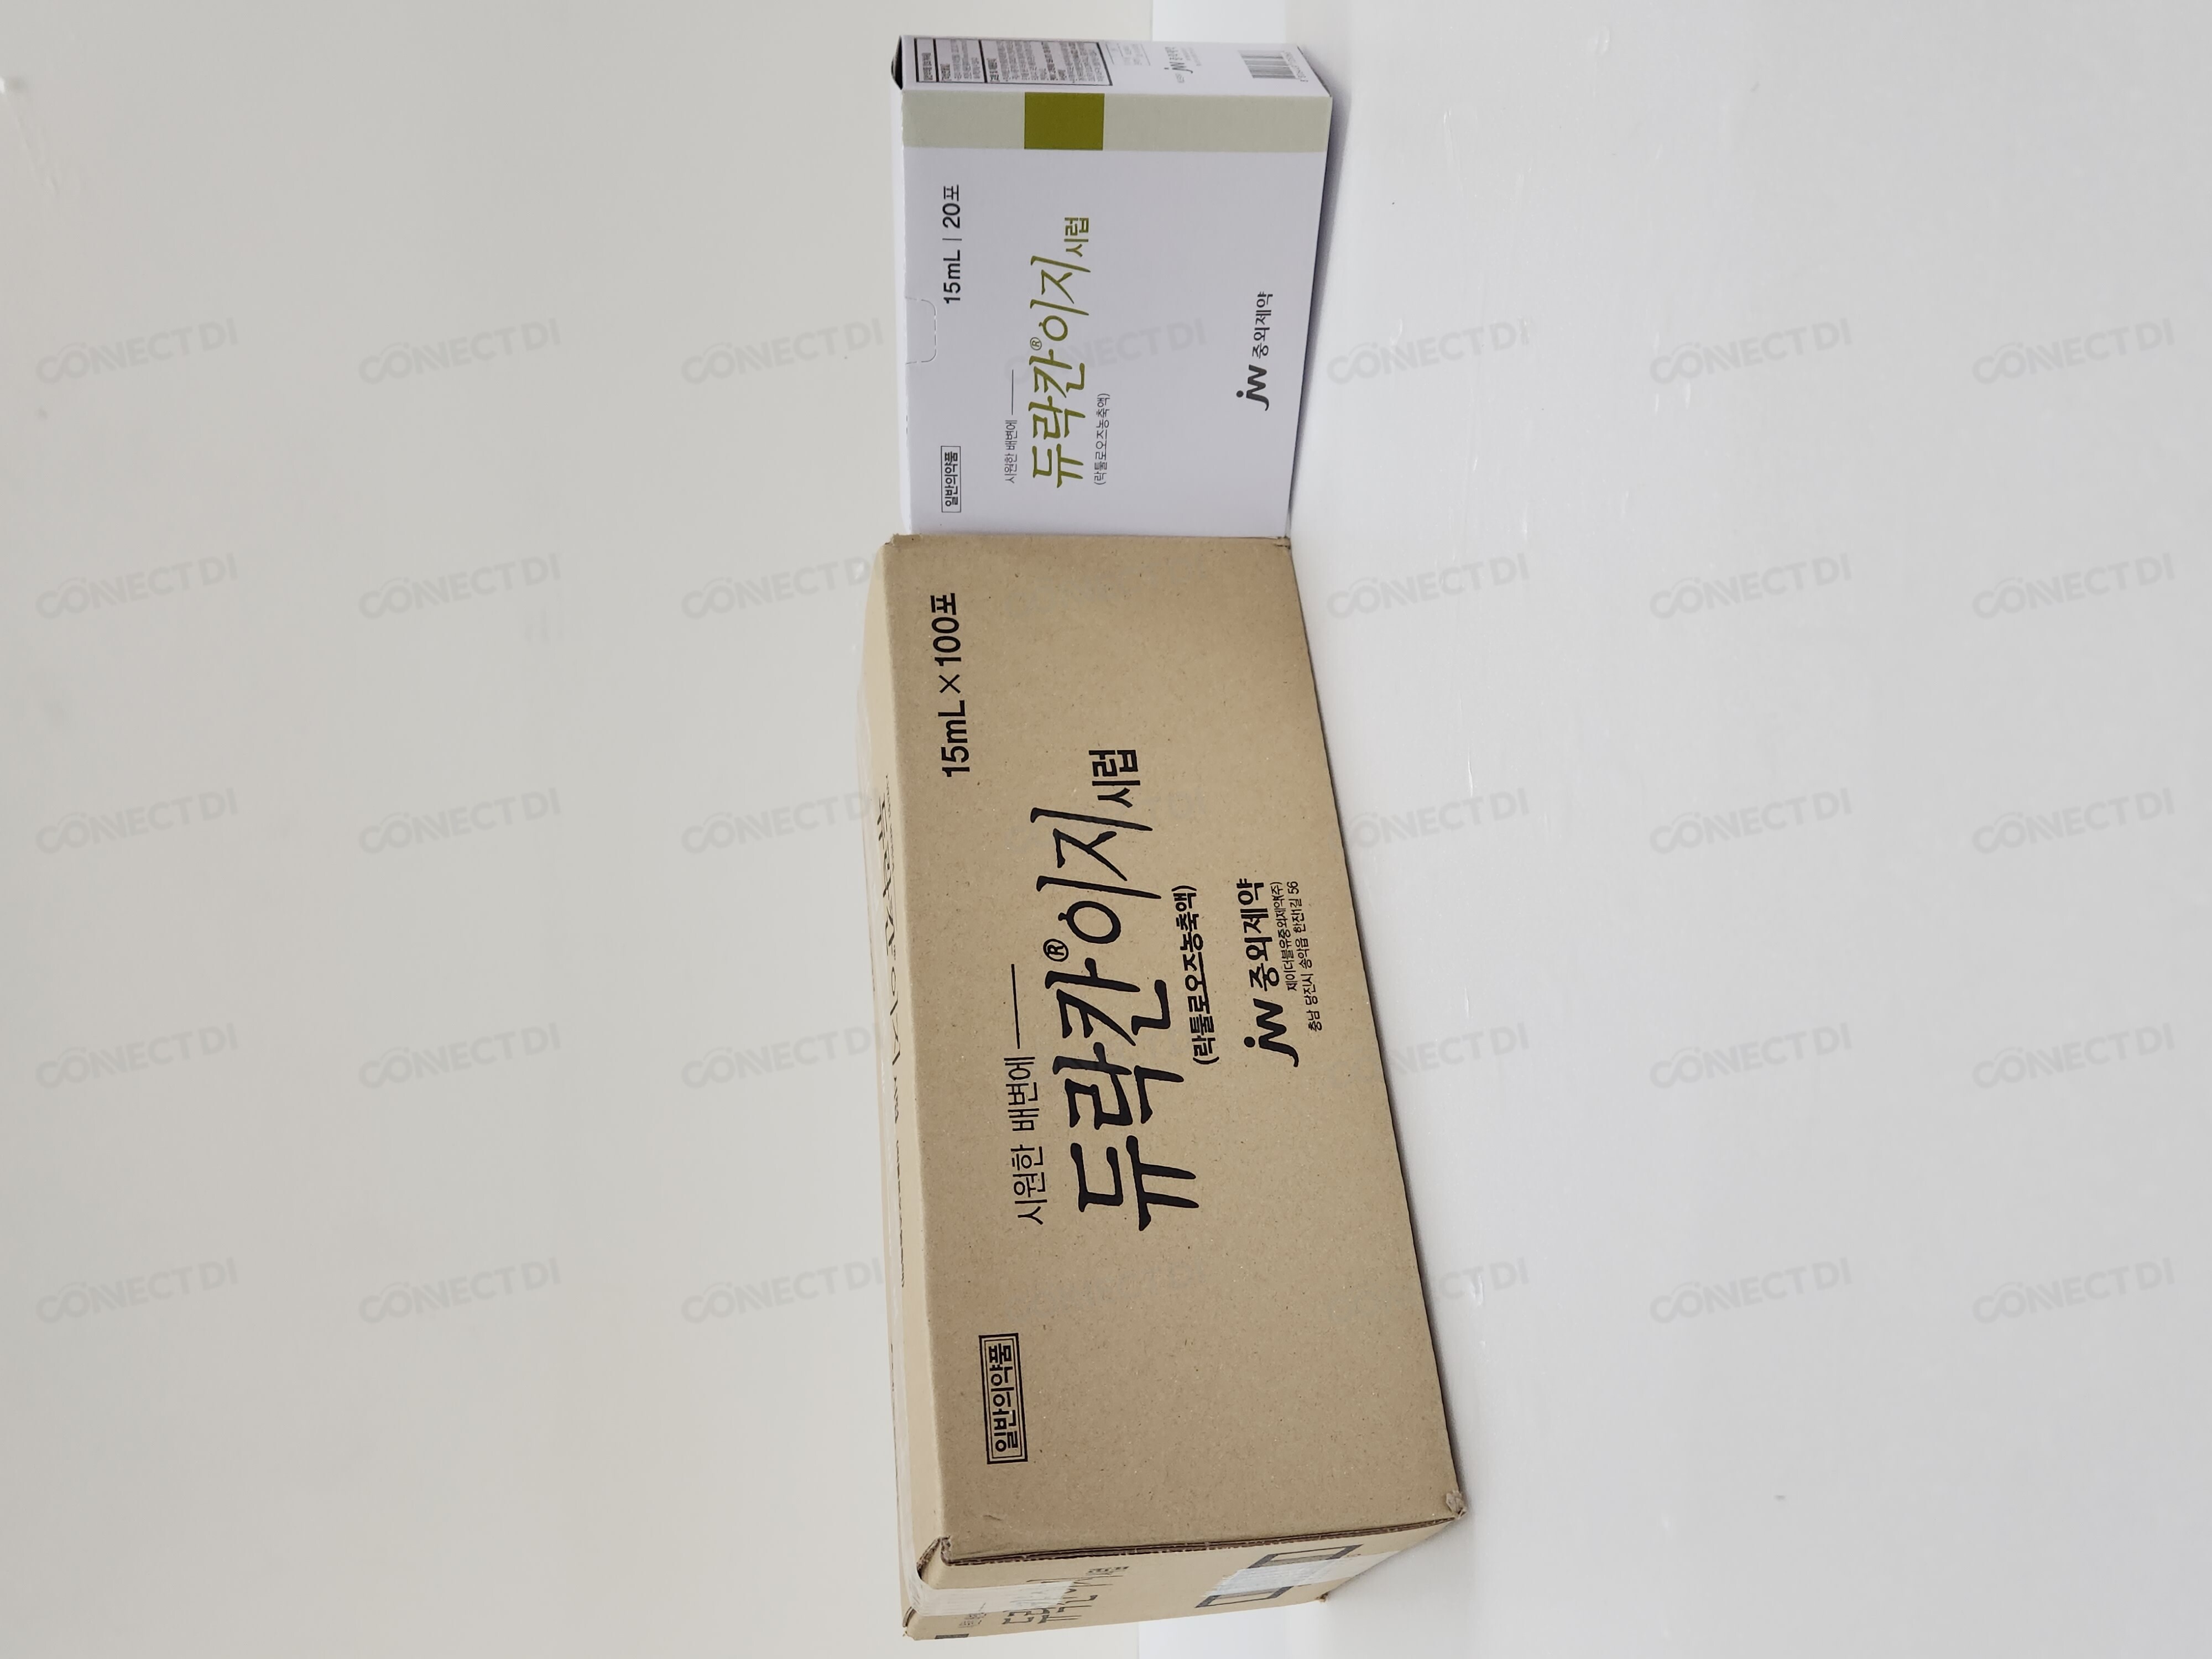 일반의약품
15mL × 100포
시원한 배변에
듀락칸®이지시럽
(락툴로오즈농축액)
jw 중외제약
제이더블유중외제약(주)
충남 당진시 송악읍 한진1길 56
일반의약품
15mL | 20포
시원한 배변에
듀락칸®이지시럽
(락툴로오즈농축액)
jw 중외제약
CONNECTDI